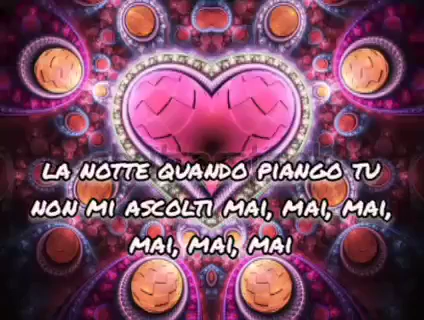 LA NOTTE QUANDO PIANGO TU
NON MI ASCOLTI MAI, MAI, MAI,
MAI, MAI, MAI